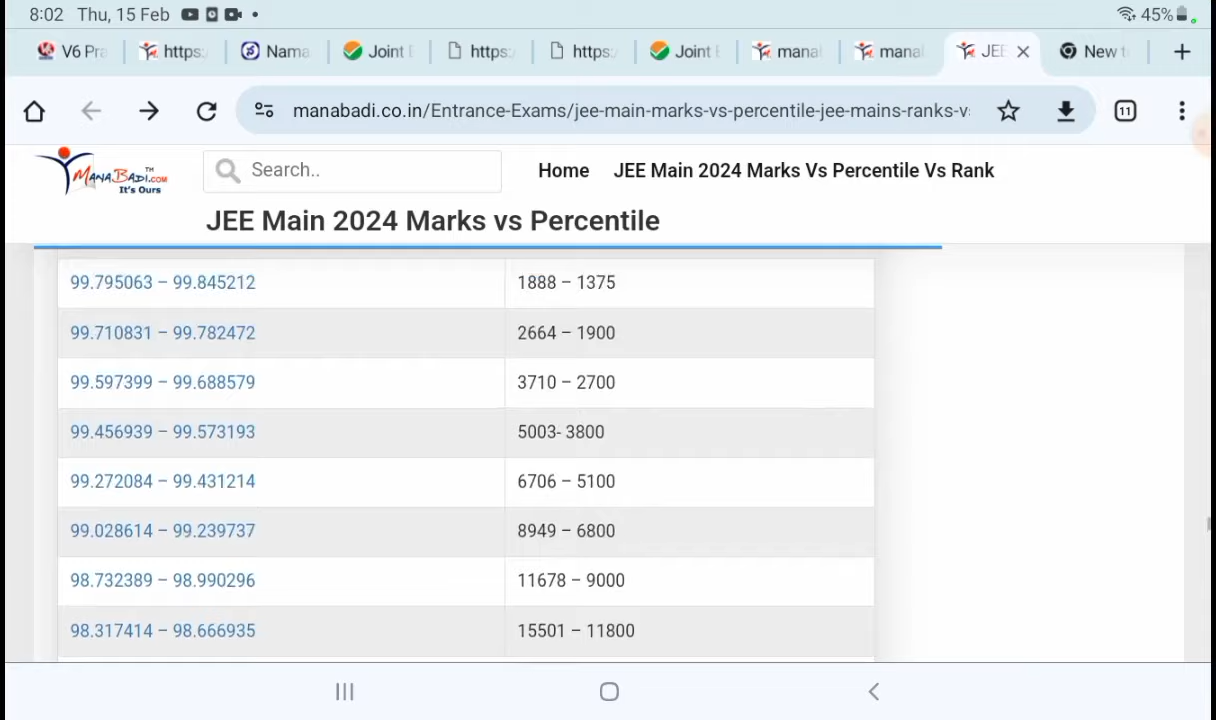 8:02 Thu, 15 Feb
45%
V6 Pra
https:
Nama
Joint E
https:/
https:
Joint E
mana
mana
JEE
New t
manabadi.co.in/Entrance-Exams/jee-main-marks-vs-percentile-jee-mains-ranks-v
11
MANABADI.COM TM
It's Ours
Search..
Home JEE Main 2024 Marks Vs Percentile Vs Rank
JEE Main 2024 Marks vs Percentile
99.795063 – 99.845212 1888 – 1375
99.710831 – 99.782472 2664 – 1900
99.597399 – 99.688579 3710 – 2700
99.456939 – 99.573193 5003- 3800
99.272084 – 99.431214 6706 – 5100
99.028614 – 99.239737 8949 – 6800
98.732389 – 98.990296 11678 – 9000
98.317414 – 98.666935 15501 – 11800